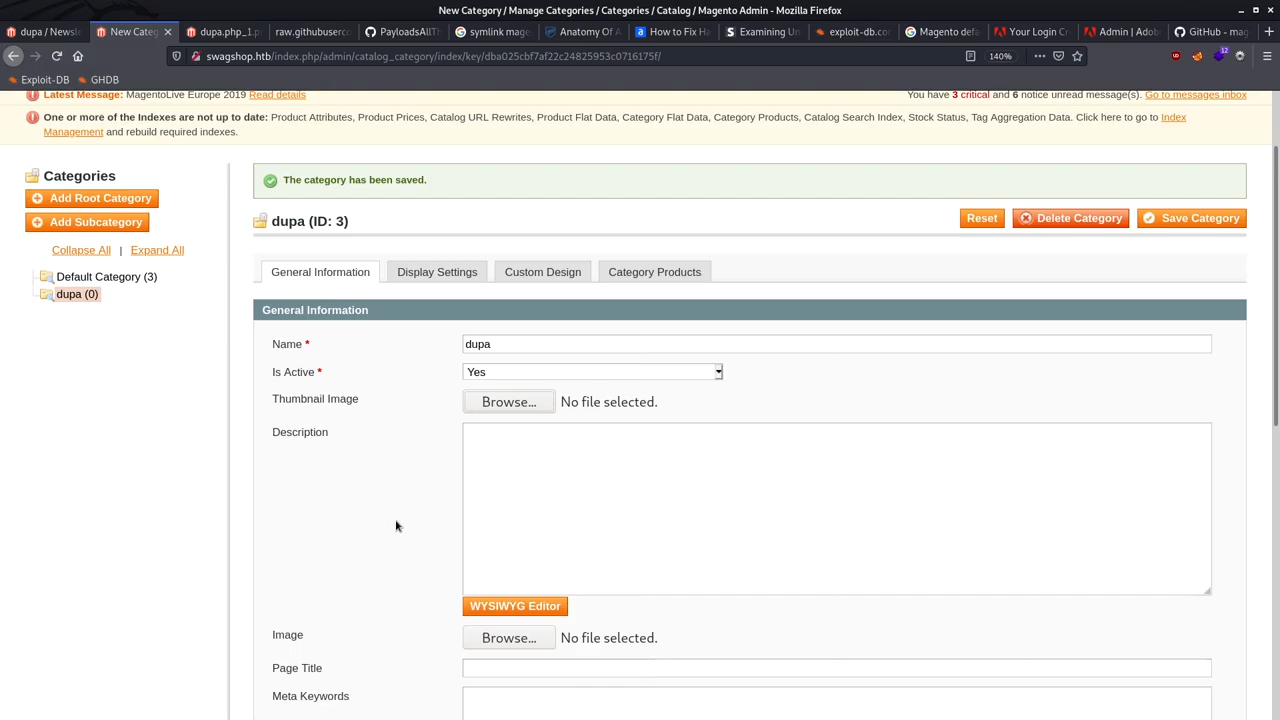 New Category / Manage Categories / Categories / Catalog / Magento Admin - Mozilla Firefox
dupa / Newsle
New Categ
dupa.php_1.p
raw.githubuserco
PayloadsAllTh
symlink mage
Anatomy Of A
How to Fix Ha
Examining Un
exploit-db.co
Magento defa
Your Login Cr
Admin | Adob
GitHub - mag
swagshop.htb/index.php/admin/catalog_category/index/key/dba025cbf7af22c24825953c0716175f/
140%
12
Exploit-DB
GHDB
Latest Message: MagentoLive Europe 2019 Read details
You have 3 critical and 6 notice unread message(s). Go to messages inbox
One or more of the Indexes are not up to date: Product Attributes, Product Prices, Catalog URL Rewrites, Product Flat Data, Category Flat Data, Category Products, Catalog Search Index, Stock Status, Tag Aggregation Data. Click here to go to Index
Management and rebuild required indexes.
Categories
Add Root Category
Add Subcategory
Collapse All | Expand All
Default Category (3)
dupa (0)
The category has been saved.
dupa (ID: 3)
Reset
Delete Category
Save Category
General Information
Display Settings
Custom Design
Category Products
General Information
Name *
dupa
Is Active *
Yes
Thumbnail Image
Browse... No file selected.
Description
WYSIWYG Editor
Image
Browse... No file selected.
Page Title
Meta Keywords